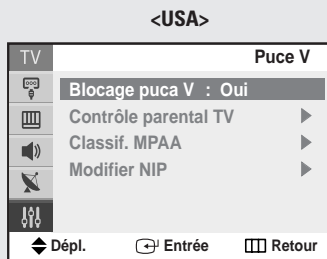 <USA>
TV Puce V
Blocage puca V : Oui
Contrôle parental TV
Classif. MPAA
Modifier NIP
Dépl. Entrée Retour